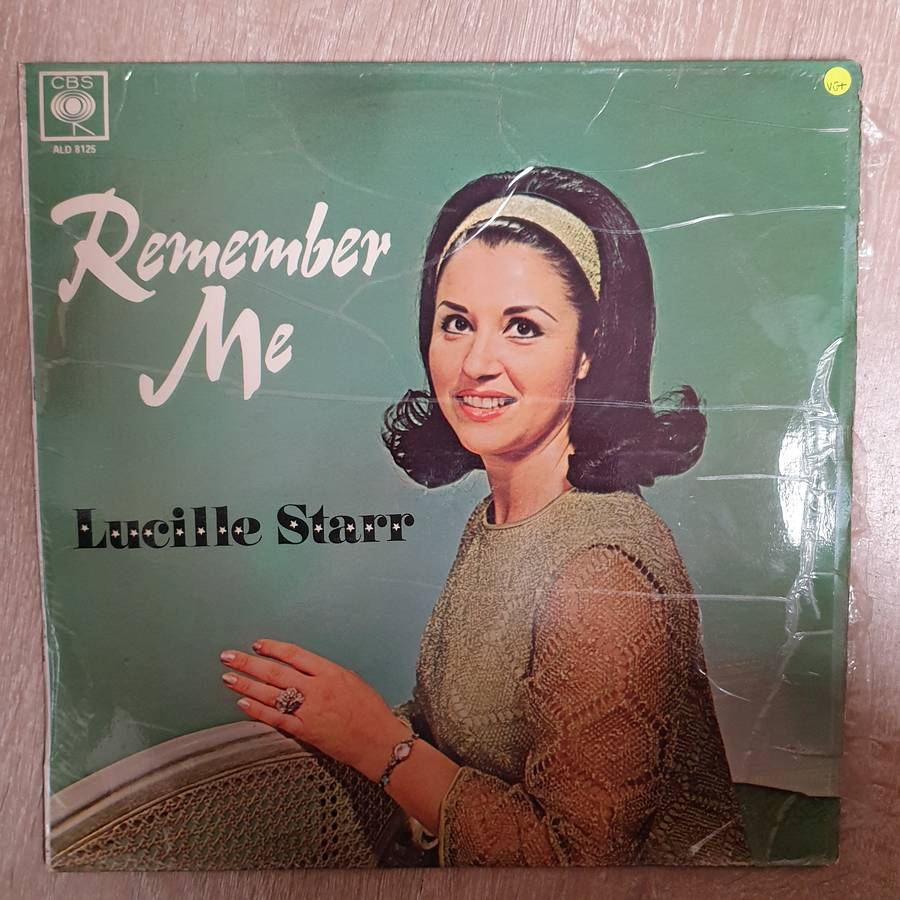 CBS
ALD 8125
VG+
Remember
Me
Lucille Starr